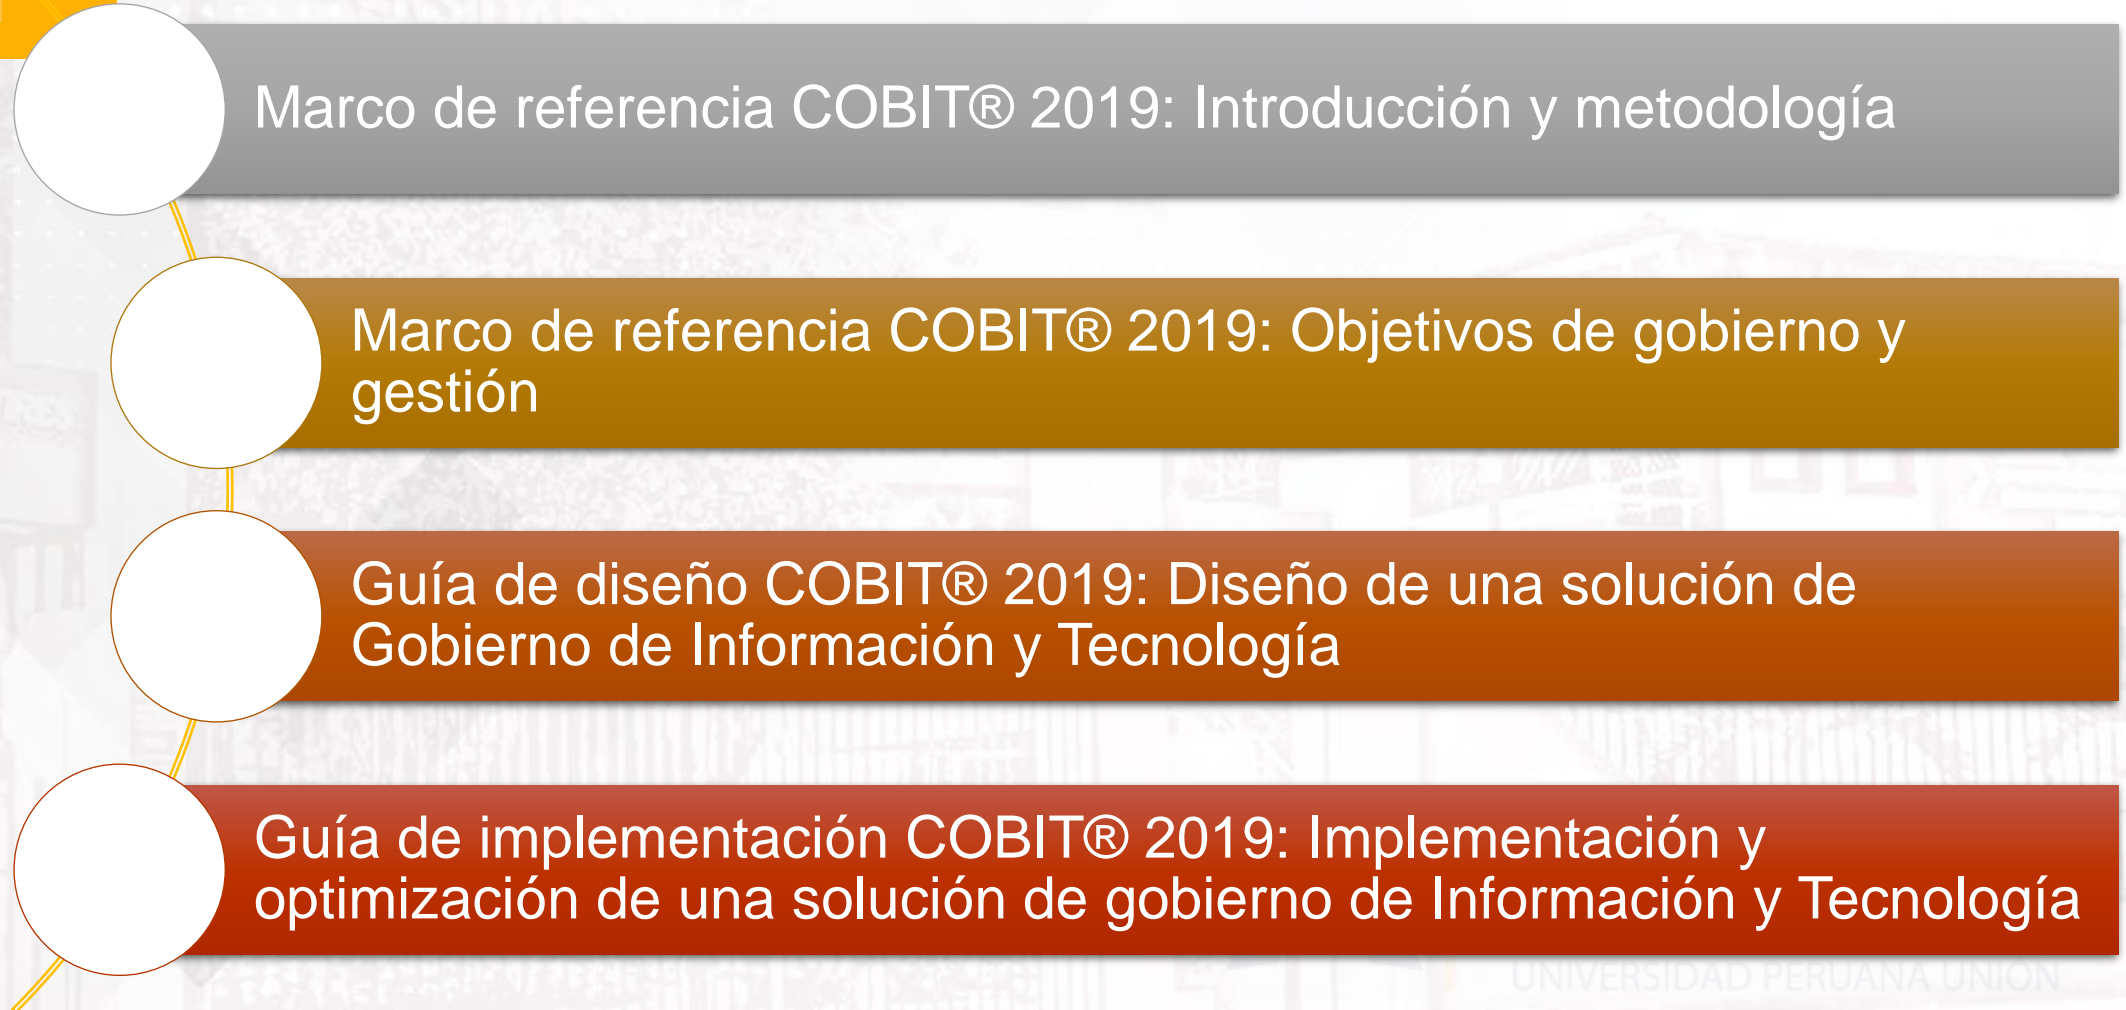 Marco de referencia COBIT® 2019: Introducción y metodología
Marco de referencia COBIT® 2019: Objetivos de gobierno y
gestión
Guía de diseño COBIT® 2019: Diseño de una solución de
Gobierno de Información y Tecnología
Guía de implementación COBIT® 2019: Implementación y
optimización de una solución de gobierno de Información y Tecnología
UNIVERSIDAD PERUANA UNIÓN